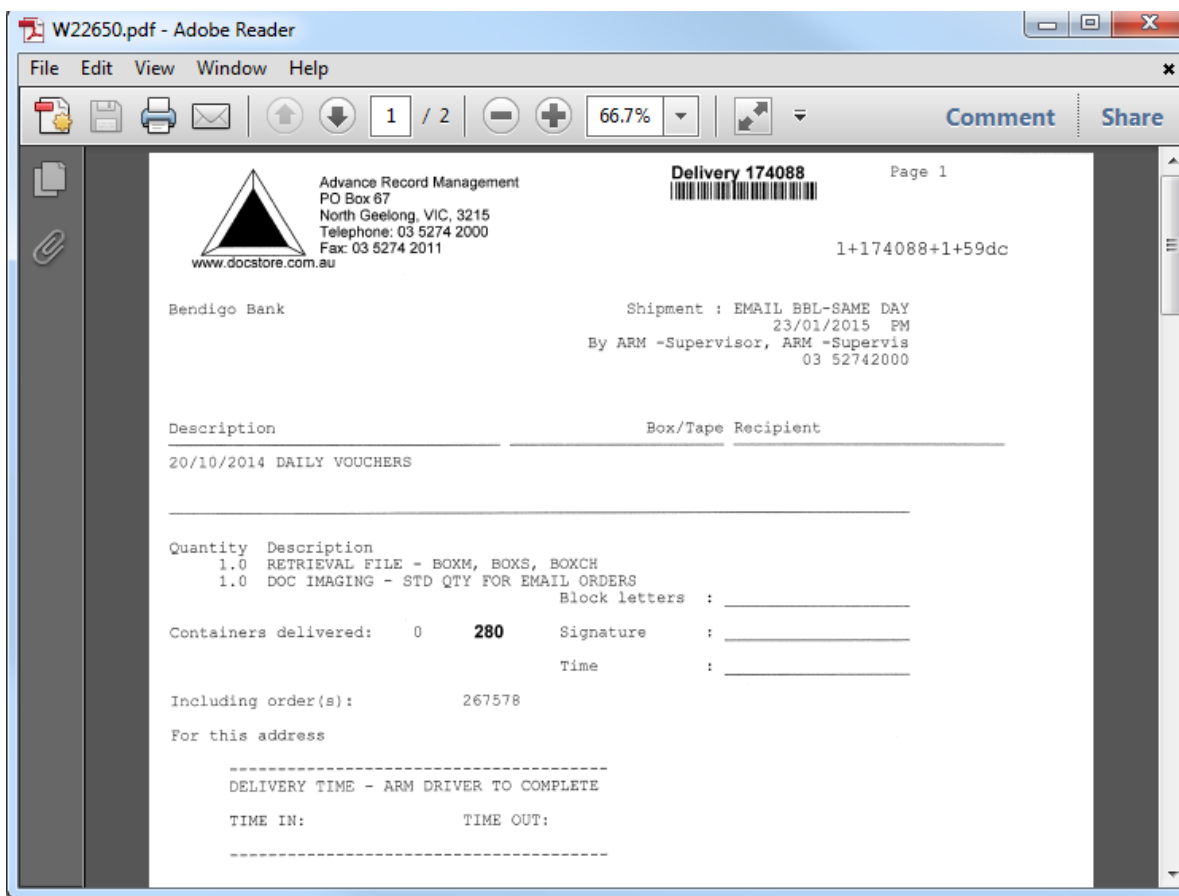 W22650.pdf - Adobe Reader
File Edit View Window Help
1 / 2 66.7% Comment Share
Delivery 174088 Page 1
Advance Record Management
PO Box 67
North Geelong, VIC, 3215
Telephone: 03 5274 2000
Fax: 03 5274 2011
www.docstore.com.au
1+174088+1+59dc
Bendigo Bank Shipment : EMAIL BBL-SAME DAY
23/01/2015 PM
By ARM -Supervisor, ARM -Supervis
03 52742000
Description Box/Tape Recipient
20/10/2014 DAILY VOUCHERS
Quantity Description
1.0 RETRIEVAL FILE - BOXM, BOXS, BOXCH
1.0 DOC IMAGING - STD QTY FOR EMAIL ORDERS
Block letters :
Containers delivered: 0 280 Signature :
Time :
Including order(s): 267578
For this address
DELIVERY TIME - ARM DRIVER TO COMPLETE
TIME IN: TIME OUT: